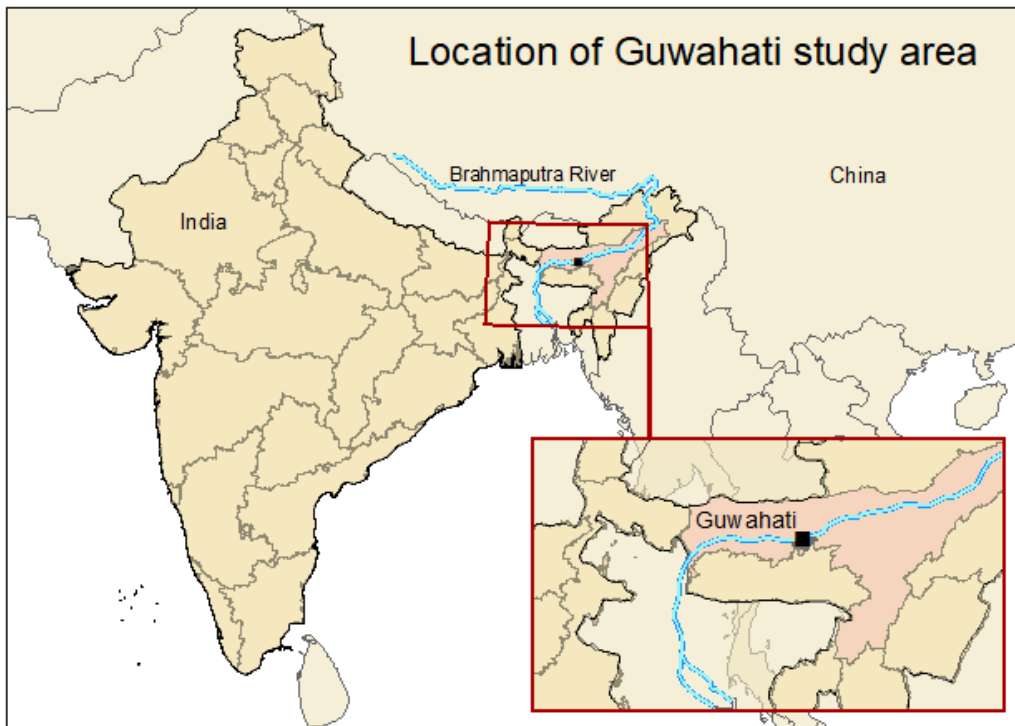 Location of Guwahati study area
Brahmaputra River
China
India
Guwahati